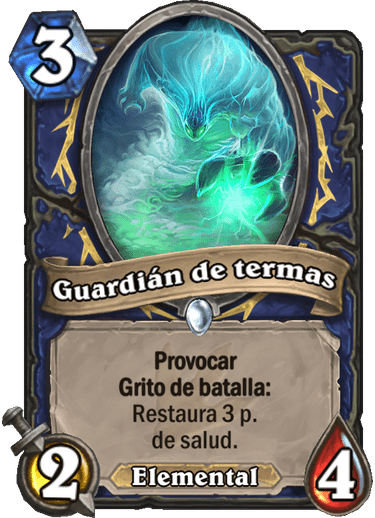 3
Guardián de termas
Provocar
Grito de batalla:
Restaura 3 p.
de salud.
2
Elemental
4